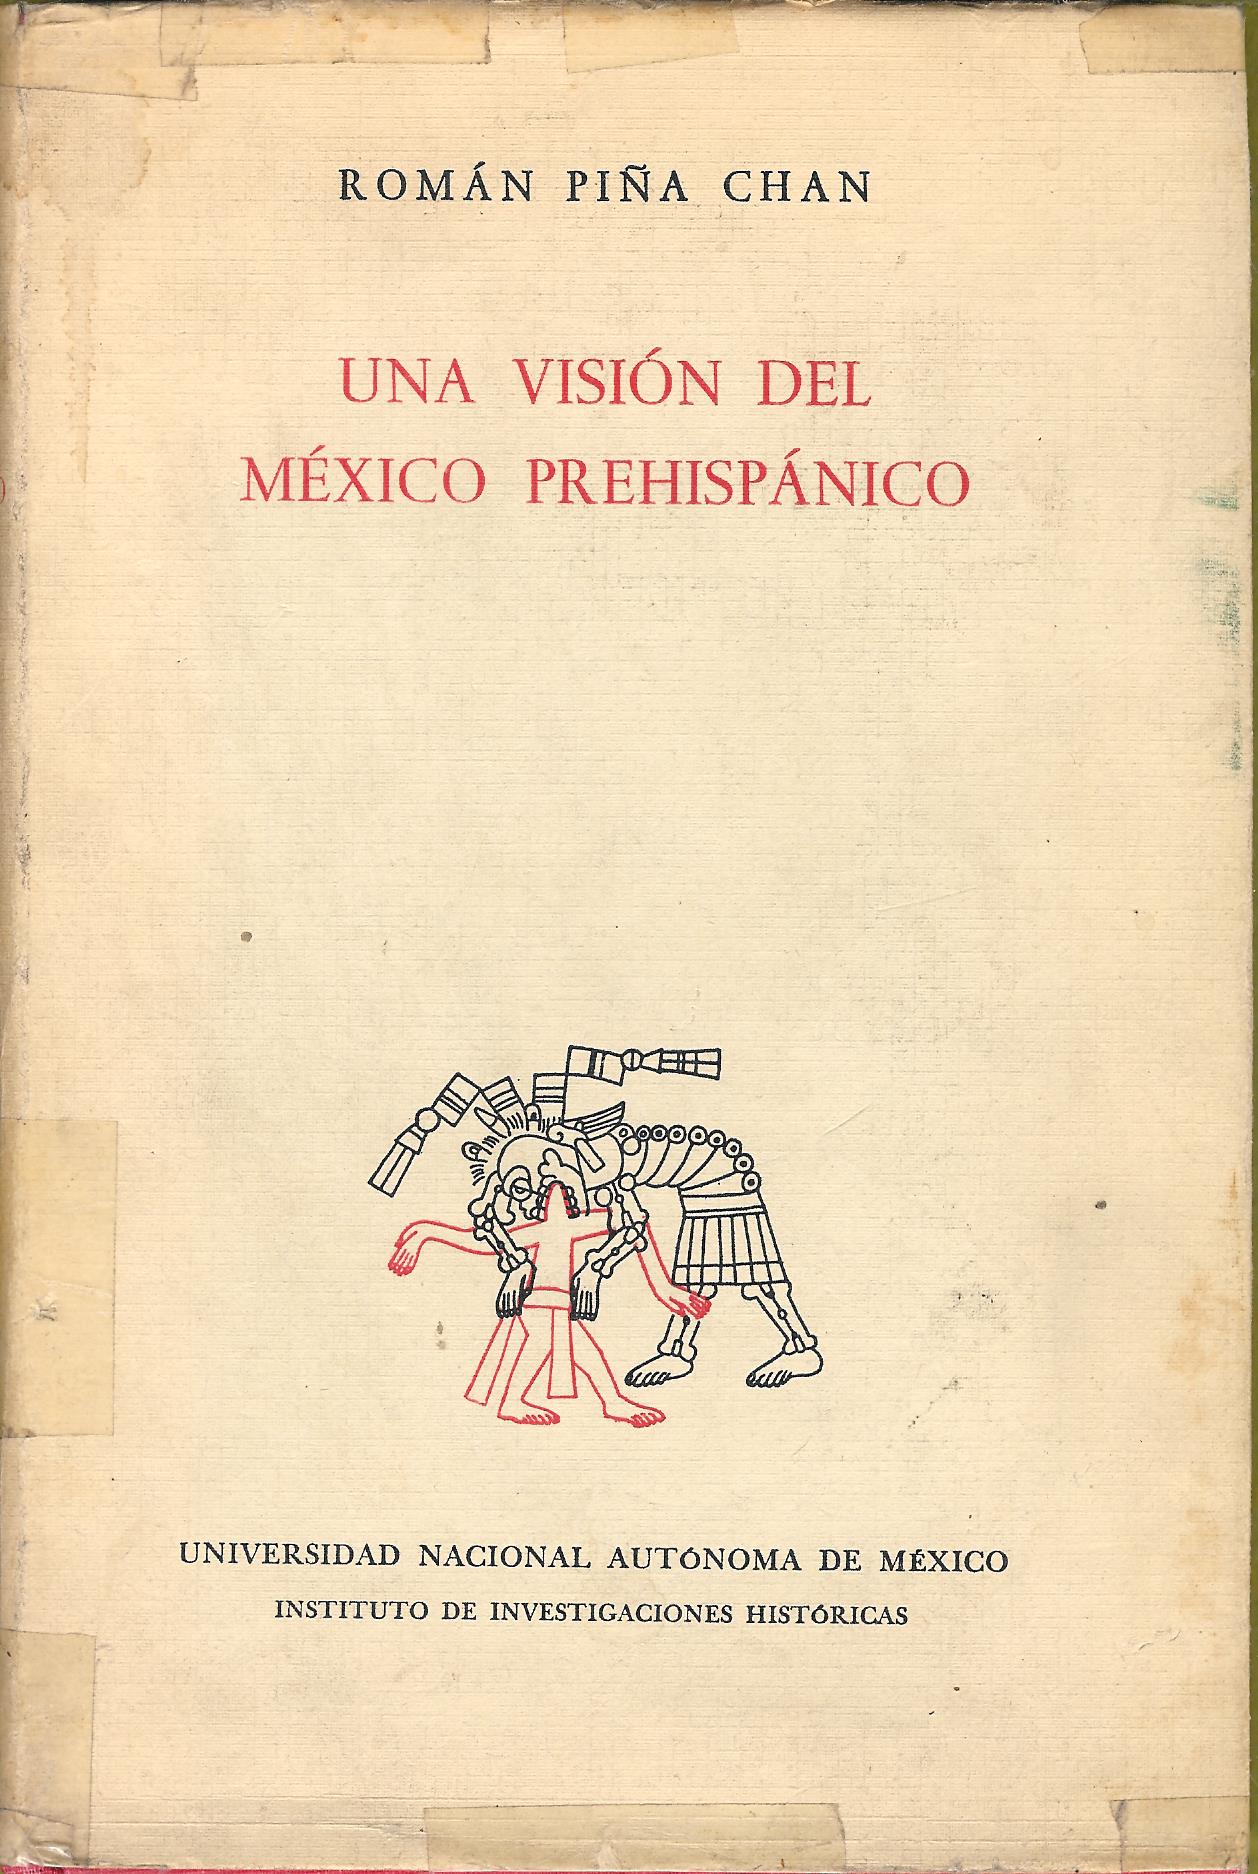 ROMÁN PIÑA CHAN
UNA VISIÓN DEL
MÉXICO PREHISPÁNICO
UNIVERSIDAD NACIONAL AUTÓNOMA DE MÉXICO
INSTITUTO DE INVESTIGACIONES HISTÓRICAS